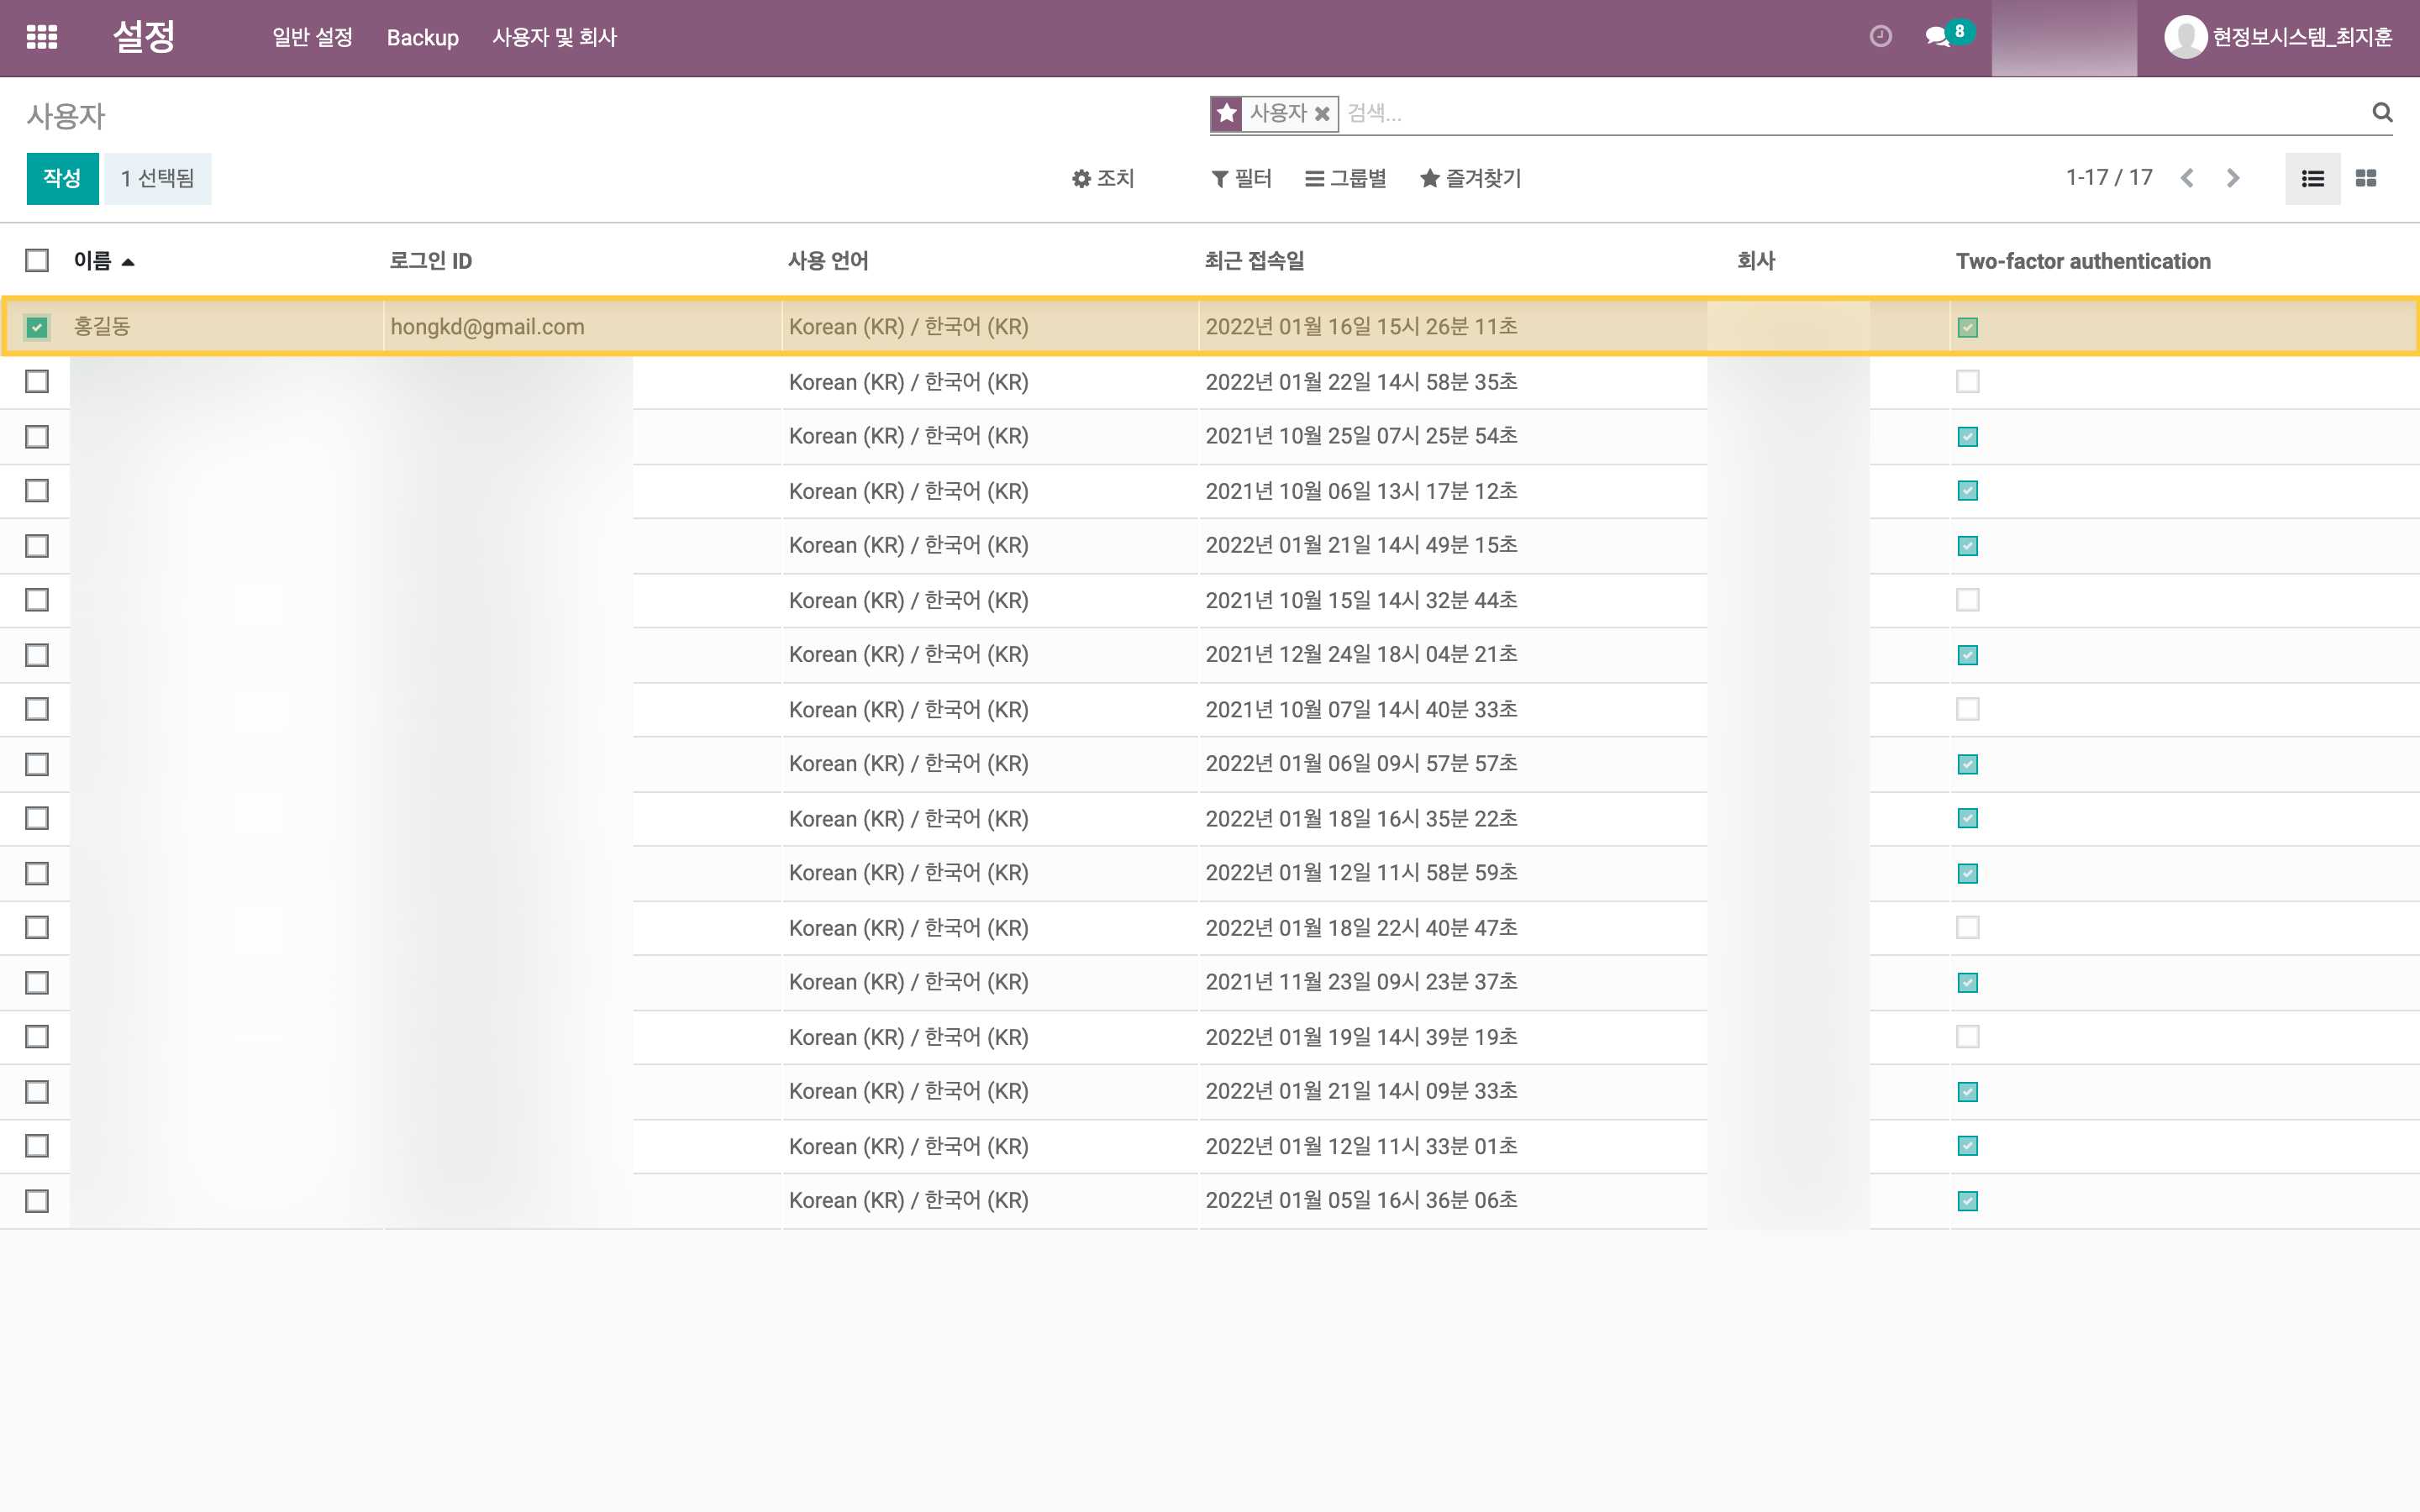 설정 일반 설정 Backup 사용자 및 회사 8 현정보시스템_최지훈
사용자 사용자 검색...
작성 1 선택됨 조치 필터 그룹별 즐겨찾기 1-17 / 17
이름 로그인 ID 사용 언어 최근 접속일 회사 Two-factor authentication
홍길동 hongkd@gmail.com Korean (KR) / 한국어 (KR) 2022년 01월 16일 15시 26분 11초
Korean (KR) / 한국어 (KR) 2022년 01월 22일 14시 58분 35초
Korean (KR) / 한국어 (KR) 2021년 10월 25일 07시 25분 54초
Korean (KR) / 한국어 (KR) 2021년 10월 06일 13시 17분 12초
Korean (KR) / 한국어 (KR) 2022년 01월 21일 14시 49분 15초
Korean (KR) / 한국어 (KR) 2021년 10월 15일 14시 32분 44초
Korean (KR) / 한국어 (KR) 2021년 12월 24일 18시 04분 21초
Korean (KR) / 한국어 (KR) 2021년 10월 07일 14시 40분 33초
Korean (KR) / 한국어 (KR) 2022년 01월 06일 09시 57분 57초
Korean (KR) / 한국어 (KR) 2022년 01월 18일 16시 35분 22초
Korean (KR) / 한국어 (KR) 2022년 01월 12일 11시 58분 59초
Korean (KR) / 한국어 (KR) 2022년 01월 18일 22시 40분 47초
Korean (KR) / 한국어 (KR) 2021년 11월 23일 09시 23분 37초
Korean (KR) / 한국어 (KR) 2022년 01월 19일 14시 39분 19초
Korean (KR) / 한국어 (KR) 2022년 01월 21일 14시 09분 33초
Korean (KR) / 한국어 (KR) 2022년 01월 12일 11시 33분 01초
Korean (KR) / 한국어 (KR) 2022년 01월 05일 16시 36분 06초